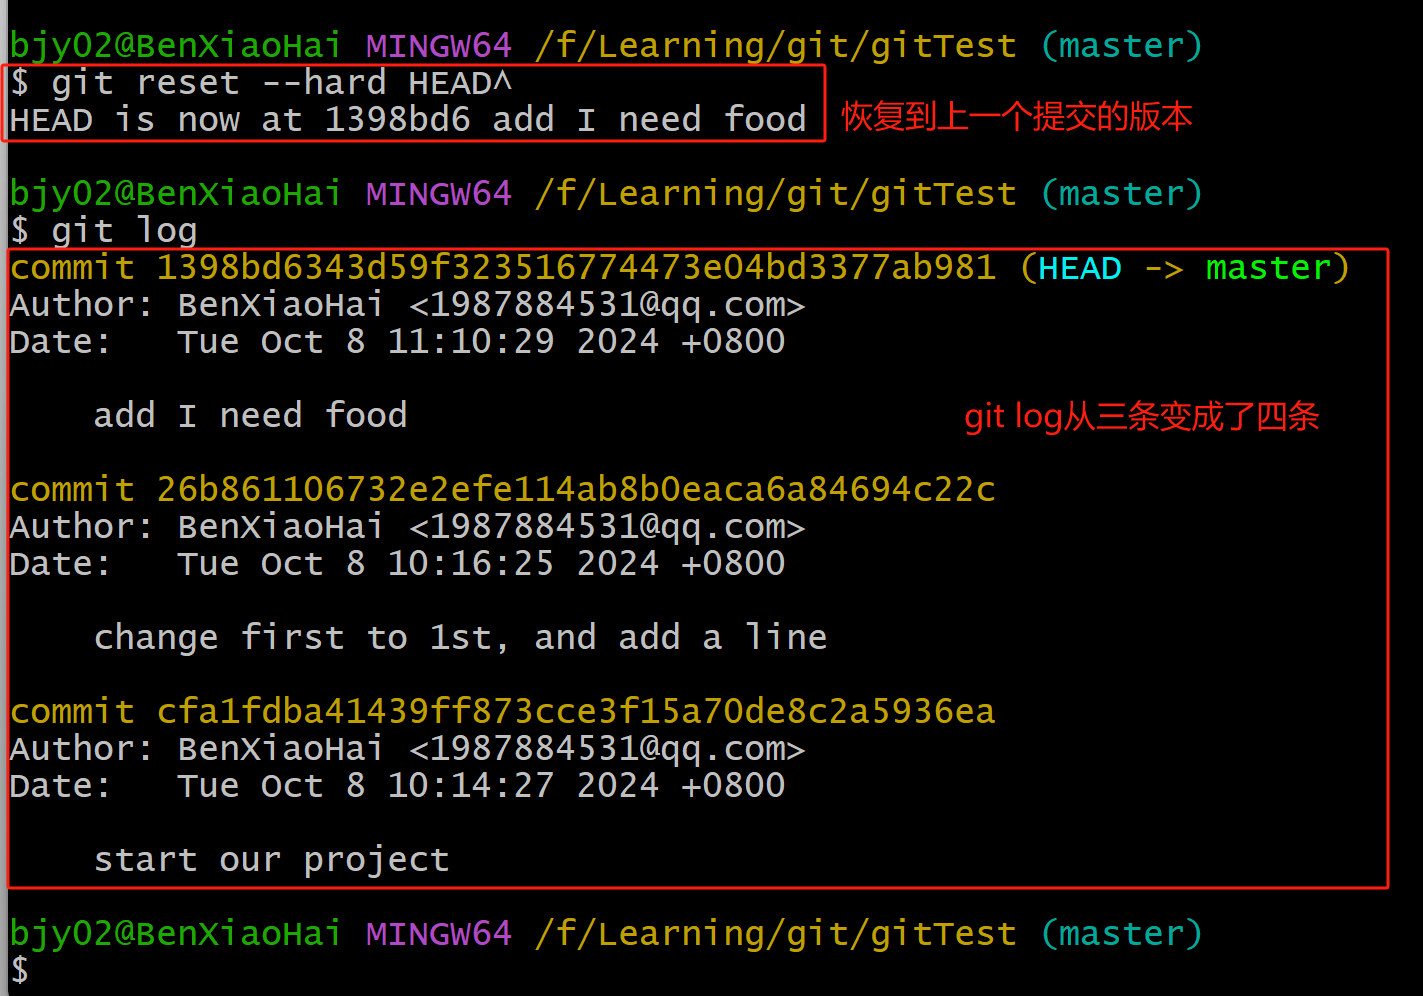 bjy02@BenXiaoHai MINGW64 /f/Learning/git/gitTest (master)
$ git reset --hard HEAD^
HEAD is now at 1398bd6 add I need food
恢复到上一个提交的版本
bjy02@BenXiaoHai MINGW64 /f/Learning/git/gitTest (master)
$ git log
commit 1398bd6343d59f323516774473e04bd3377ab981 (HEAD -> master)
Author: BenXiaoHai <1987884531@qq.com>
Date:   Tue Oct 8 11:10:29 2024 +0800
add I need food
git log从三条变成了四条
commit 26b861106732e2efe114ab8b0eaca6a84694c22c
Author: BenXiaoHai <1987884531@qq.com>
Date:   Tue Oct 8 10:16:25 2024 +0800
change first to 1st, and add a line
commit cfa1fdba41439ff873cce3f15a70de8c2a5936ea
Author: BenXiaoHai <1987884531@qq.com>
Date:   Tue Oct 8 10:14:27 2024 +0800
start our project
bjy02@BenXiaoHai MINGW64 /f/Learning/git/gitTest (master)
$